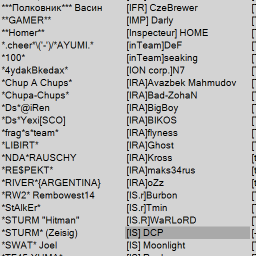 ***Полковник*** Васин
**GAMER**
**Homer**
*.cheer*\('-')/*AYUMI.*
*100*
*4ydakBkedax*
*Chup A Chups*
*Chupa-Chups*
*Ds*@iRen
*Ds*Yexi[SCO]
*frag*s*team*
*LIBIRT*
*NDA*RAUSCHY
*RE$PEKT*
*RIVER*{ARGENTINA}
*RW2* Rembowest14
*StAlkEr*
*STURM "Hitman"
*STURM* (Zeisig)
*SWAT* Joel
[IFR] CzeBrewer
[IMP] Darly
[Inspecteur] HOME
[inTeam]DeF
[inTeam]seaking
[ION corp.]N7
[IRA]Avazbek Mahmudov
[IRA]Bad-ZohaN
[IRA]BigBoy
[IRA]BIKOS
[IRA]flyness
[IRA]Ghost
[IRA]Kross
[IRA]maks34rus
[IRA]oZz
[IS.r]Burbon
[IS.r]Tmin
[IS.R]WaRLoRD
[IS] DCP
[IS] Moonlight